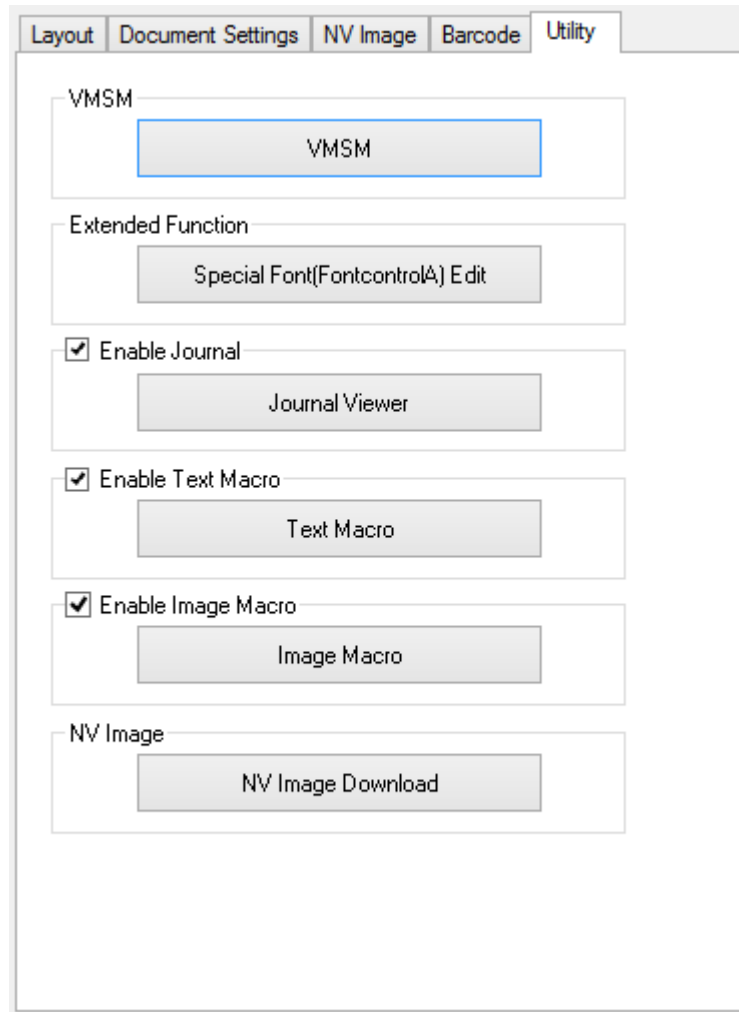 Layout Document Settings NV Image Barcode Utility
VMSM
VMSM
Extended Function
Special Font(FontcontrolA) Edit
Enable Journal
Journal Viewer
Enable Text Macro
Text Macro
Enable Image Macro
Image Macro
NV Image
NV Image Download